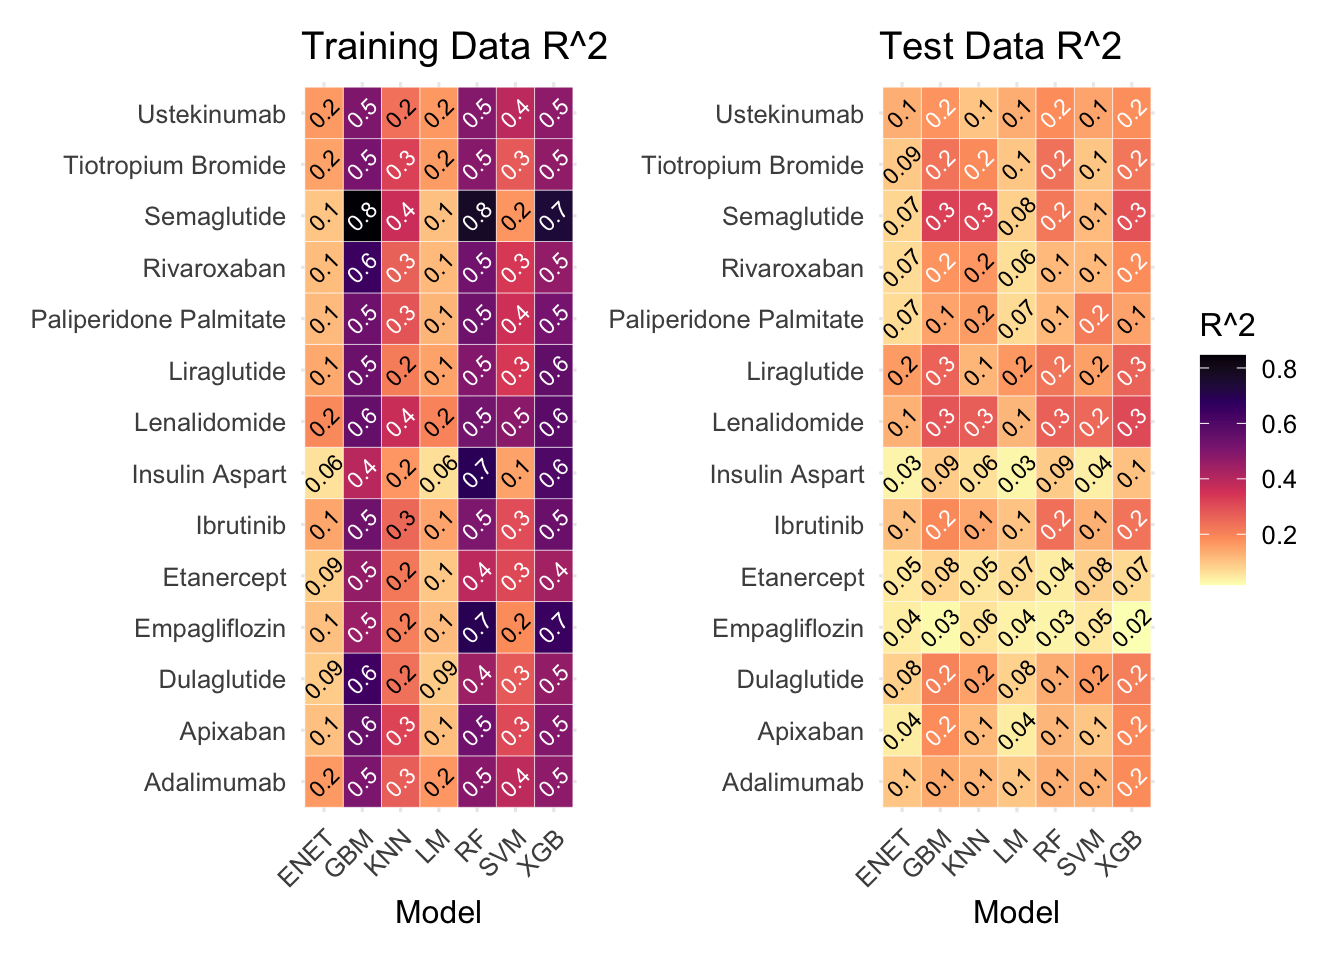 Training Data R^2
Ustekinumab 0.2 0.5 0.2 0.2 0.5 0.4 0.5
Tiotropium Bromide 0.2 0.5 0.3 0.2 0.5 0.3 0.5
Semaglutide 0.1 0.8 0.4 0.1 0.8 0.2 0.7
Rivaroxaban 0.1 0.6 0.3 0.1 0.5 0.3 0.5
Paliperidone Palmitate 0.1 0.5 0.3 0.1 0.5 0.4 0.5
Liraglutide 0.1 0.5 0.2 0.1 0.5 0.3 0.6
Lenalidomide 0.2 0.6 0.4 0.2 0.5 0.5 0.6
Insulin Aspart 0.06 0.4 0.2 0.06 0.7 0.1 0.6
Ibrutinib 0.1 0.5 0.3 0.1 0.5 0.3 0.5
Etanercept 0.09 0.5 0.2 0.1 0.4 0.3 0.4
Empagliflozin 0.1 0.5 0.2 0.1 0.7 0.2 0.7
Dulaglutide 0.09 0.6 0.2 0.09 0.4 0.3 0.5
Apixaban 0.1 0.6 0.3 0.1 0.5 0.3 0.5
Adalimumab 0.2 0.5 0.3 0.2 0.5 0.4 0.5
ENET GBM KNN LM RF SVM XGB
Model
Test Data R^2
Ustekinumab 0.1 0.2 0.1 0.1 0.2 0.1 0.2
Tiotropium Bromide 0.09 0.2 0.2 0.1 0.2 0.1 0.2
Semaglutide 0.07 0.3 0.3 0.08 0.2 0.1 0.3
Rivaroxaban 0.07 0.2 0.2 0.06 0.1 0.1 0.2
Paliperidone Palmitate 0.07 0.1 0.2 0.07 0.1 0.2 0.1
Liraglutide 0.2 0.3 0.1 0.2 0.2 0.2 0.3
Lenalidomide 0.1 0.3 0.3 0.1 0.3 0.2 0.3
Insulin Aspart 0.03 0.09 0.06 0.03 0.09 0.04 0.1
Ibrutinib 0.1 0.2 0.1 0.1 0.2 0.1 0.2
Etanercept 0.05 0.08 0.05 0.07 0.04 0.08 0.07
Empagliflozin 0.04 0.03 0.06 0.04 0.03 0.05 0.02
Dulaglutide 0.08 0.2 0.2 0.08 0.1 0.2 0.2
Apixaban 0.04 0.2 0.1 0.04 0.1 0.1 0.2
Adalimumab 0.1 0.1 0.1 0.1 0.1 0.1 0.2
ENET GBM KNN LM RF SVM XGB
Model
R^2
0.8
0.6
0.4
0.2